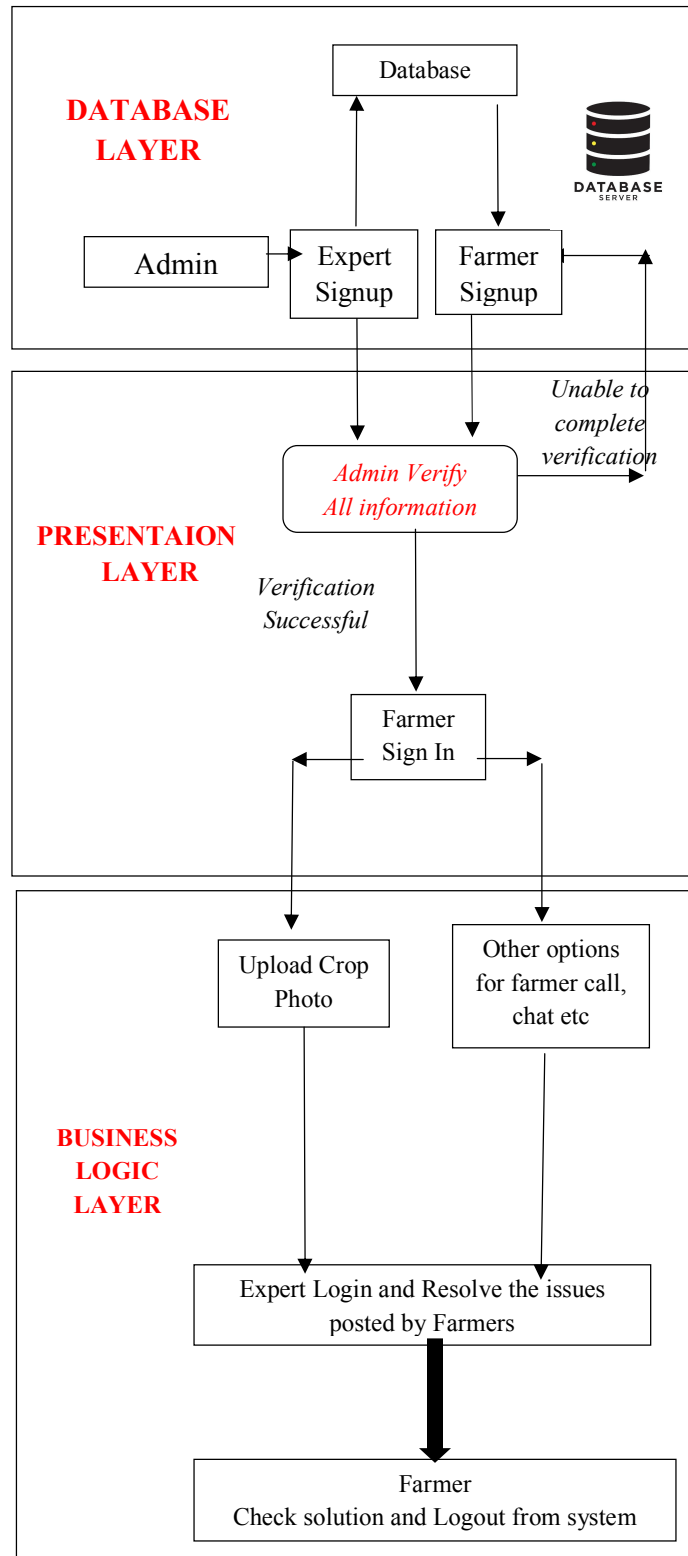 Database
DATABASE
LAYER
DATABASE
SERVER
Admin
Expert
Signup
Farmer
Signup
Unable to
complete
verification
Admin Verify
All information
PRESENTAION
LAYER
Verification
Successful
Farmer
Sign In
Upload Crop
Photo
Other options
for farmer call,
chat etc
BUSINESS
LOGIC
LAYER
Expert Login and Resolve the issues
posted by Farmers
Farmer
Check solution and Logout from system